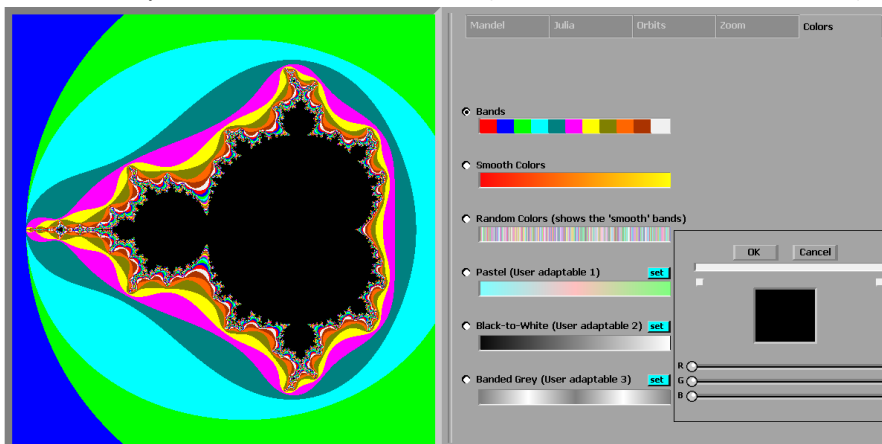 Mandel Julia Orbits Zoom Colors
Bands
Smooth Colors
Random Colors (shows the 'smooth' bands)
OK Cancel
Pastel (User adaptable 1) set
Black-to-White (User adaptable 2) set
R
Banded Grey (User adaptable 3) set
G
B